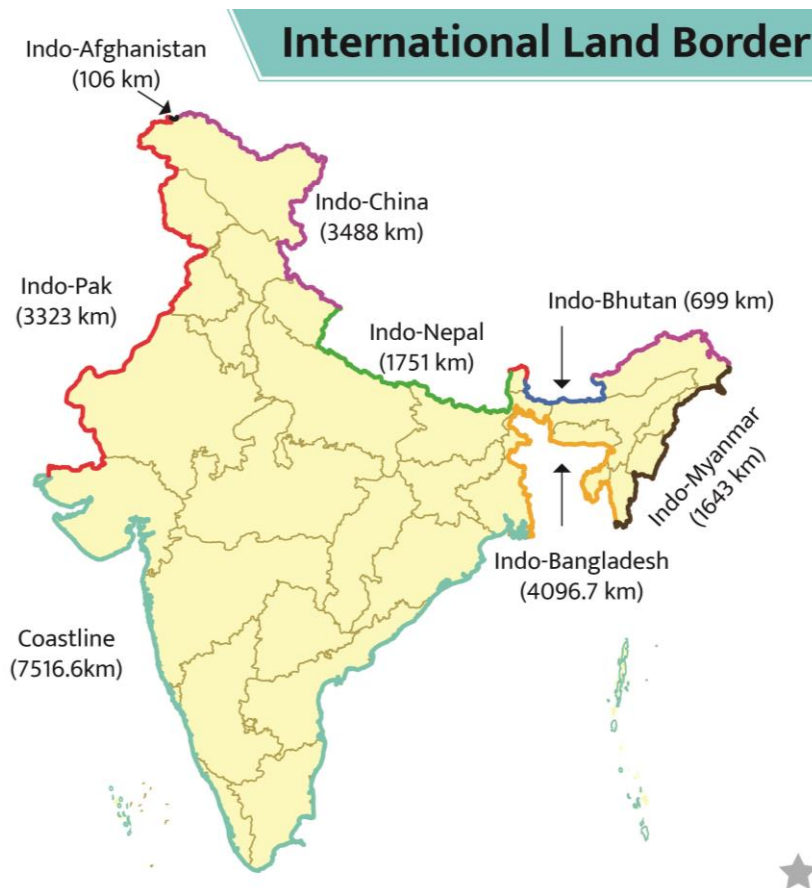 International Land Border
Indo-Afghanistan
(106 km)
Indo-China
(3488 km)
Indo-Pak
(3323 km)
Indo-Bhutan (699 km)
Indo-Nepal
(1751 km)
Indo-Myanmar
(1643 km)
Indo-Bangladesh
(4096.7 km)
Coastline
(7516.6km)